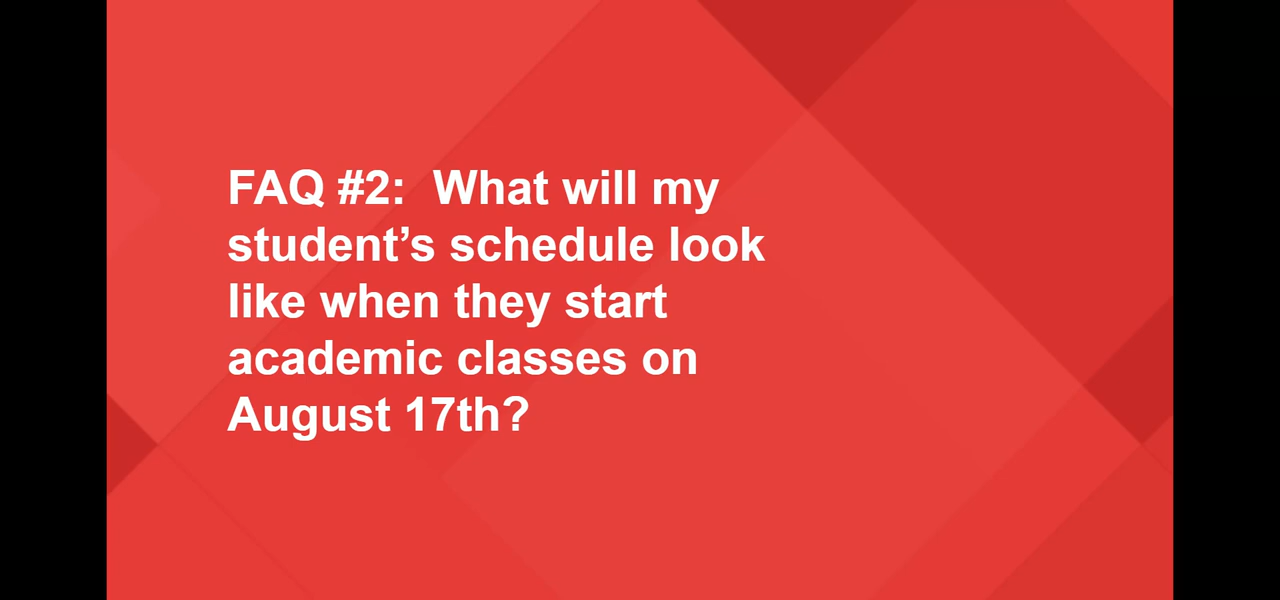 FAQ #2:  What will my
student’s schedule look
like when they start
academic classes on
August 17th?